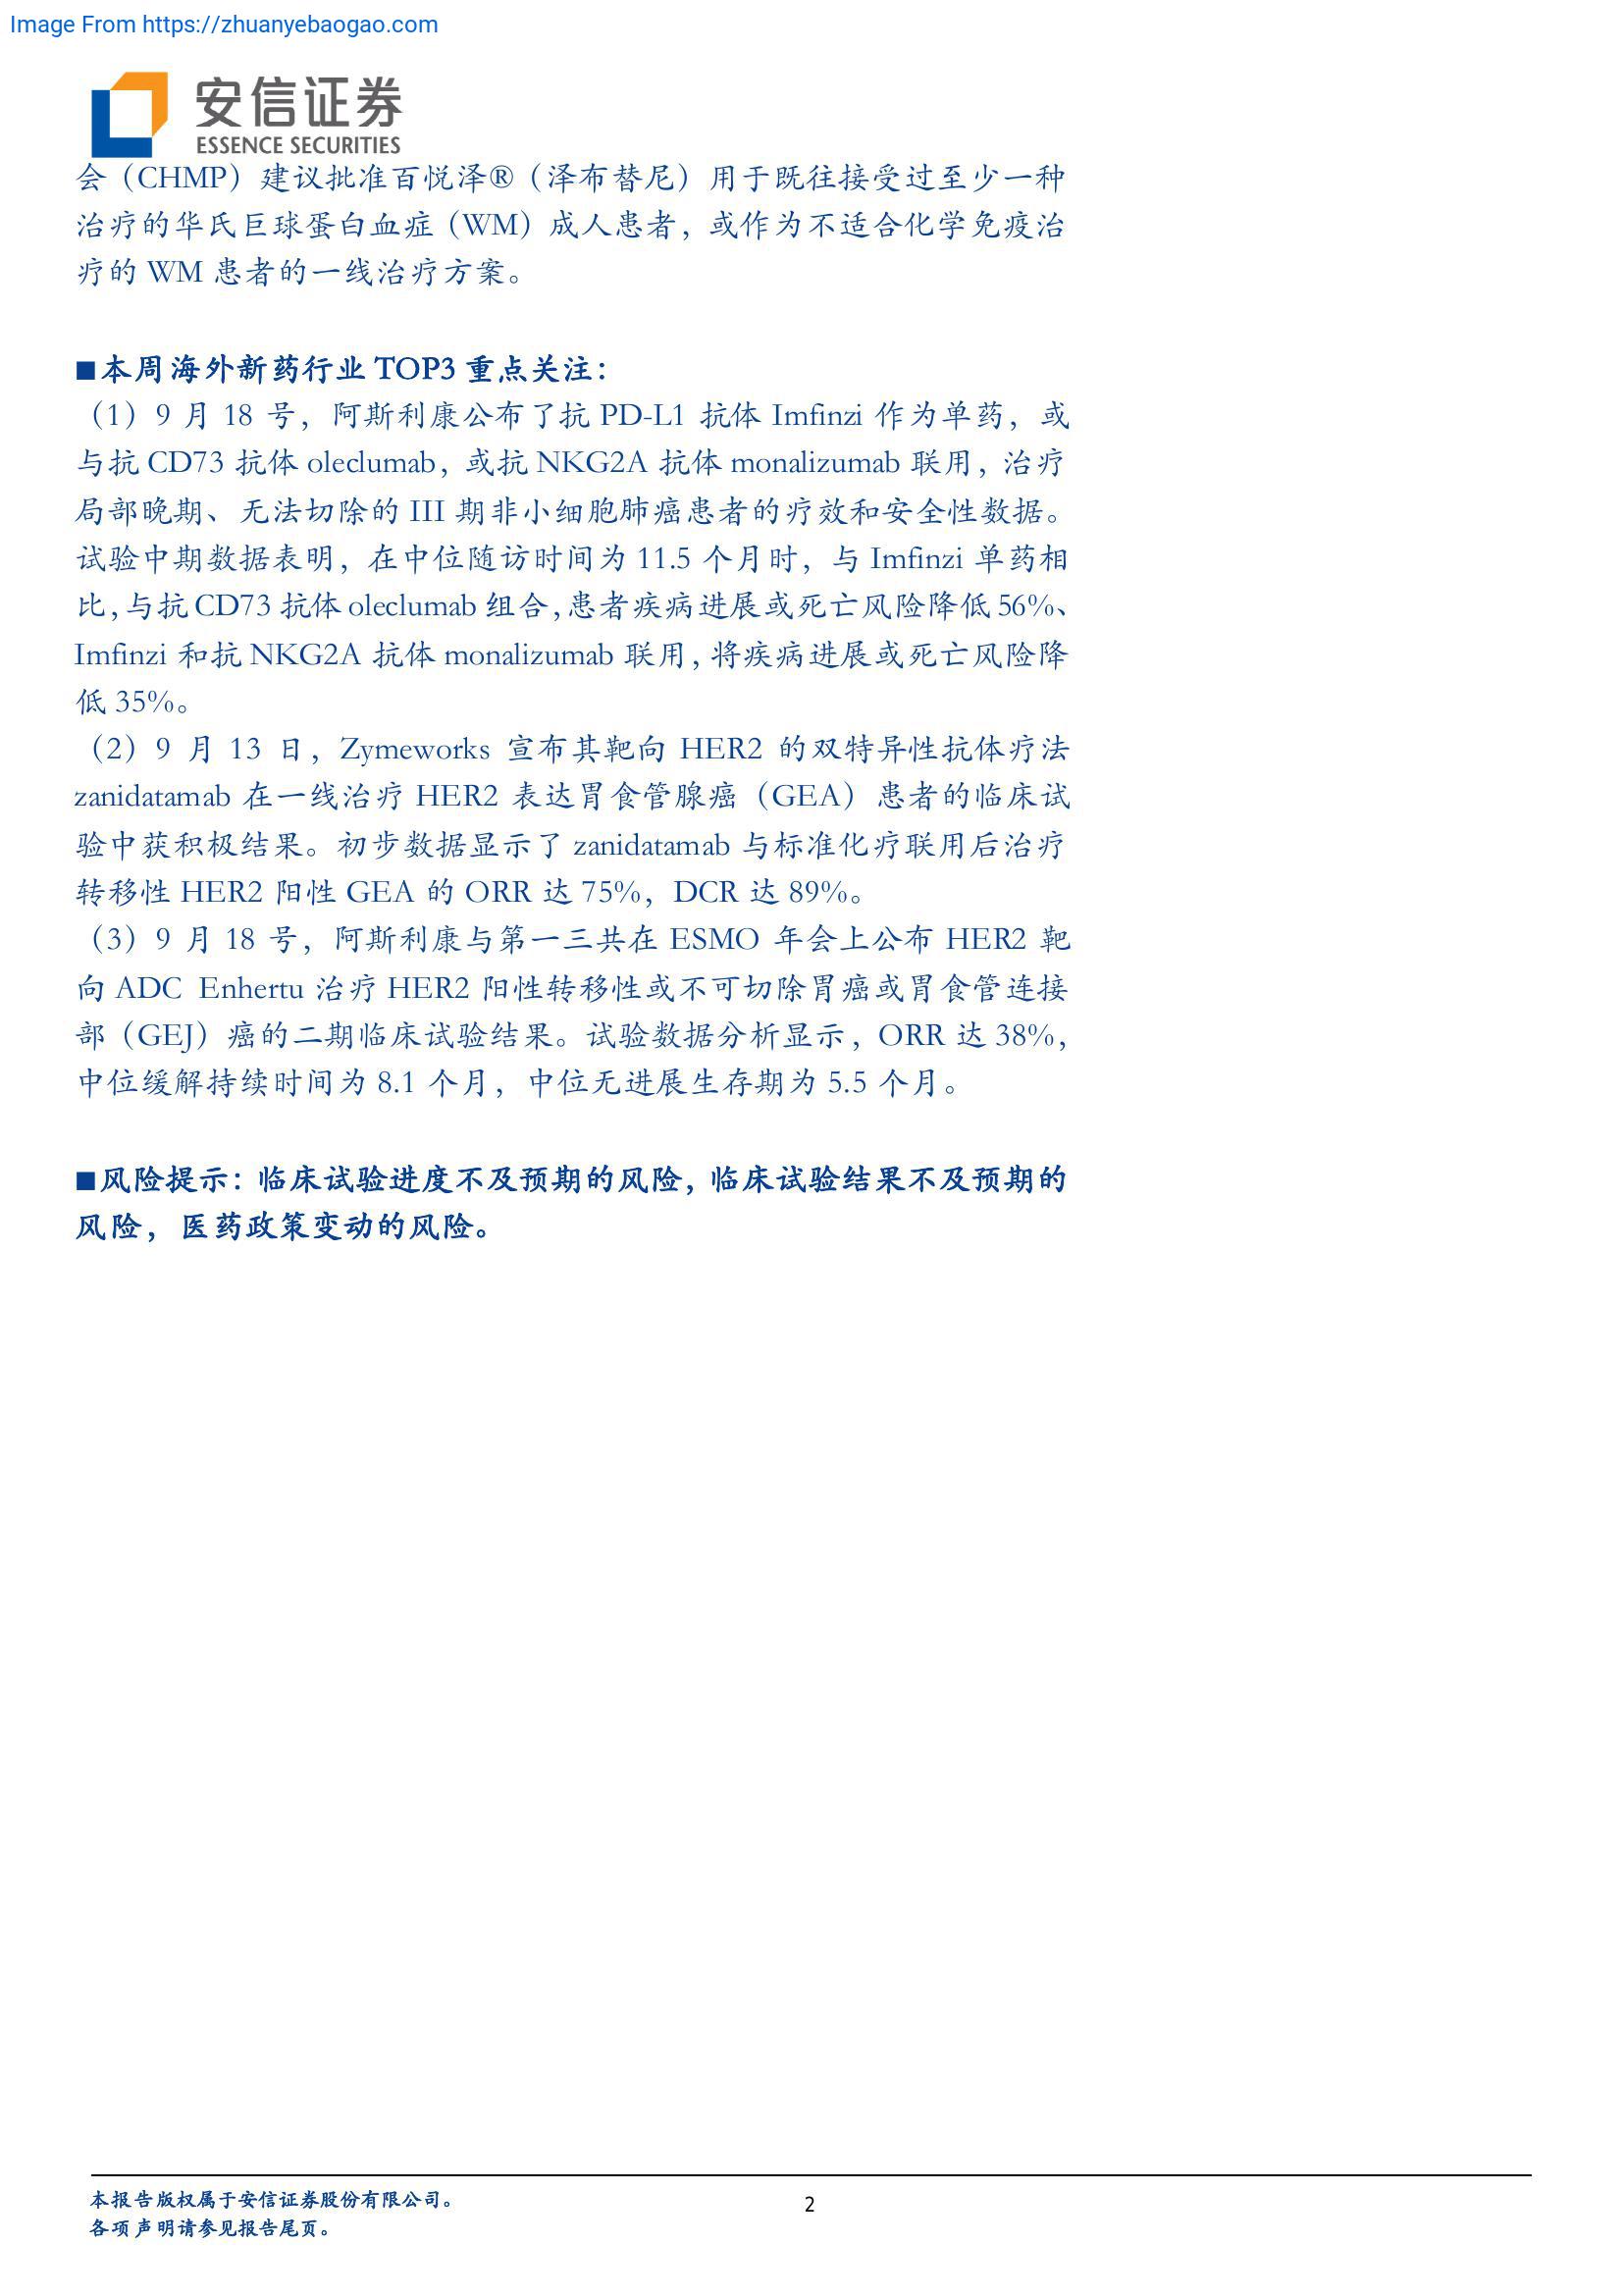 Image From https://zhuanyebaogao.com
安信证券
ESSENCE SECURITIES
会（CHMP）建议批准百悦泽®（泽布替尼）用于既往接受过至少一种
治疗的华氏巨球蛋白血症（WM）成人患者，或作为不适合化学免疫治
疗的 WM 患者的一线治疗方案。
■本周海外新药行业 TOP3 重点关注：
（1）9 月 18 号，阿斯利康公布了抗 PD-L1 抗体 Imfinzi 作为单药，或
与抗 CD73 抗体 oleclumab，或抗 NKG2A 抗体 monalizumab 联用，治疗
局部晚期、无法切除的 III 期非小细胞肺癌患者的疗效和安全性数据。
试验中期数据表明，在中位随访时间为 11.5 个月时，与 Imfinzi 单药相
比，与抗 CD73 抗体 oleclumab 组合，患者疾病进展或死亡风险降低 56%、
Imfinzi 和抗 NKG2A 抗体 monalizumab 联用，将疾病进展或死亡风险降
低 35%。
（2）9 月 13 日，Zymeworks 宣布其靶向 HER2 的双特异性抗体疗法
zanidatamab 在一线治疗 HER2 表达胃食管腺癌（GEA）患者的临床试
验中获积极结果。初步数据显示了 zanidatamab 与标准化疗联用后治疗
转移性 HER2 阳性 GEA 的 ORR 达 75%，DCR 达 89%。
（3）9 月 18 号，阿斯利康与第一三共在 ESMO 年会上公布 HER2 靶
向 ADC Enhertu 治疗 HER2 阳性转移性或不可切除胃癌或胃食管连接
部（GEJ）癌的二期临床试验结果。试验数据分析显示，ORR 达 38%，
中位缓解持续时间为 8.1 个月，中位无进展生存期为 5.5 个月。
■风险提示：临床试验进度不及预期的风险，临床试验结果不及预期的
风险，医药政策变动的风险。
本报告版权属于安信证券股份有限公司。
各项声明请参见报告尾页。
2